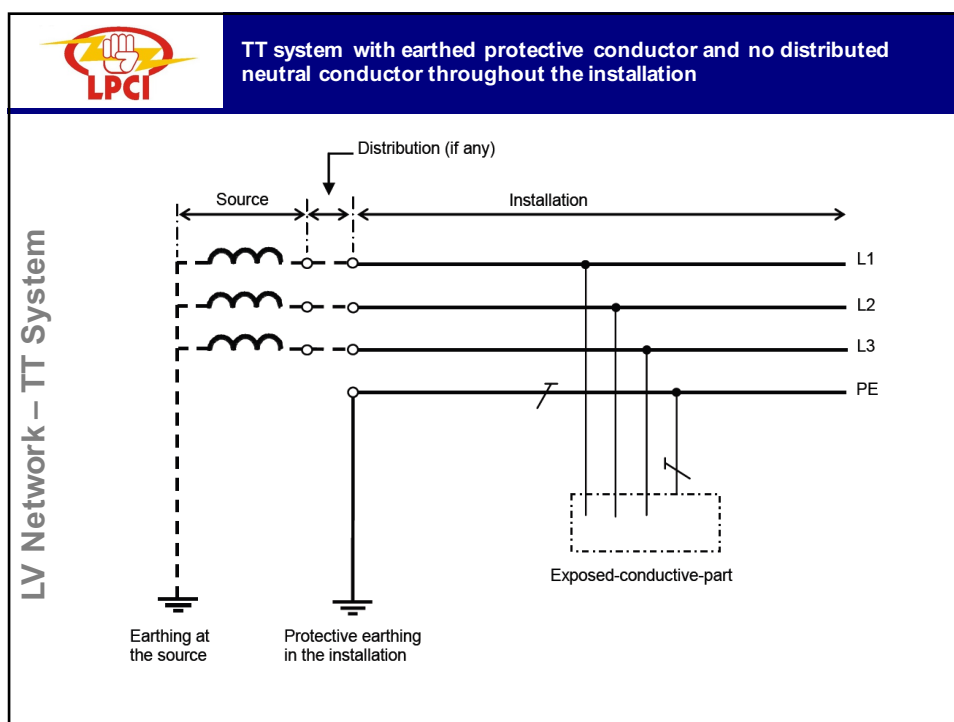 LPCI
TT system with earthed protective conductor and no distributed
neutral conductor throughout the installation
LV Network – TT System
Distribution (if any)
Source
Installation
L1
L2
L3
PE
Exposed-conductive-part
Earthing at
the source
Protective earthing
in the installation